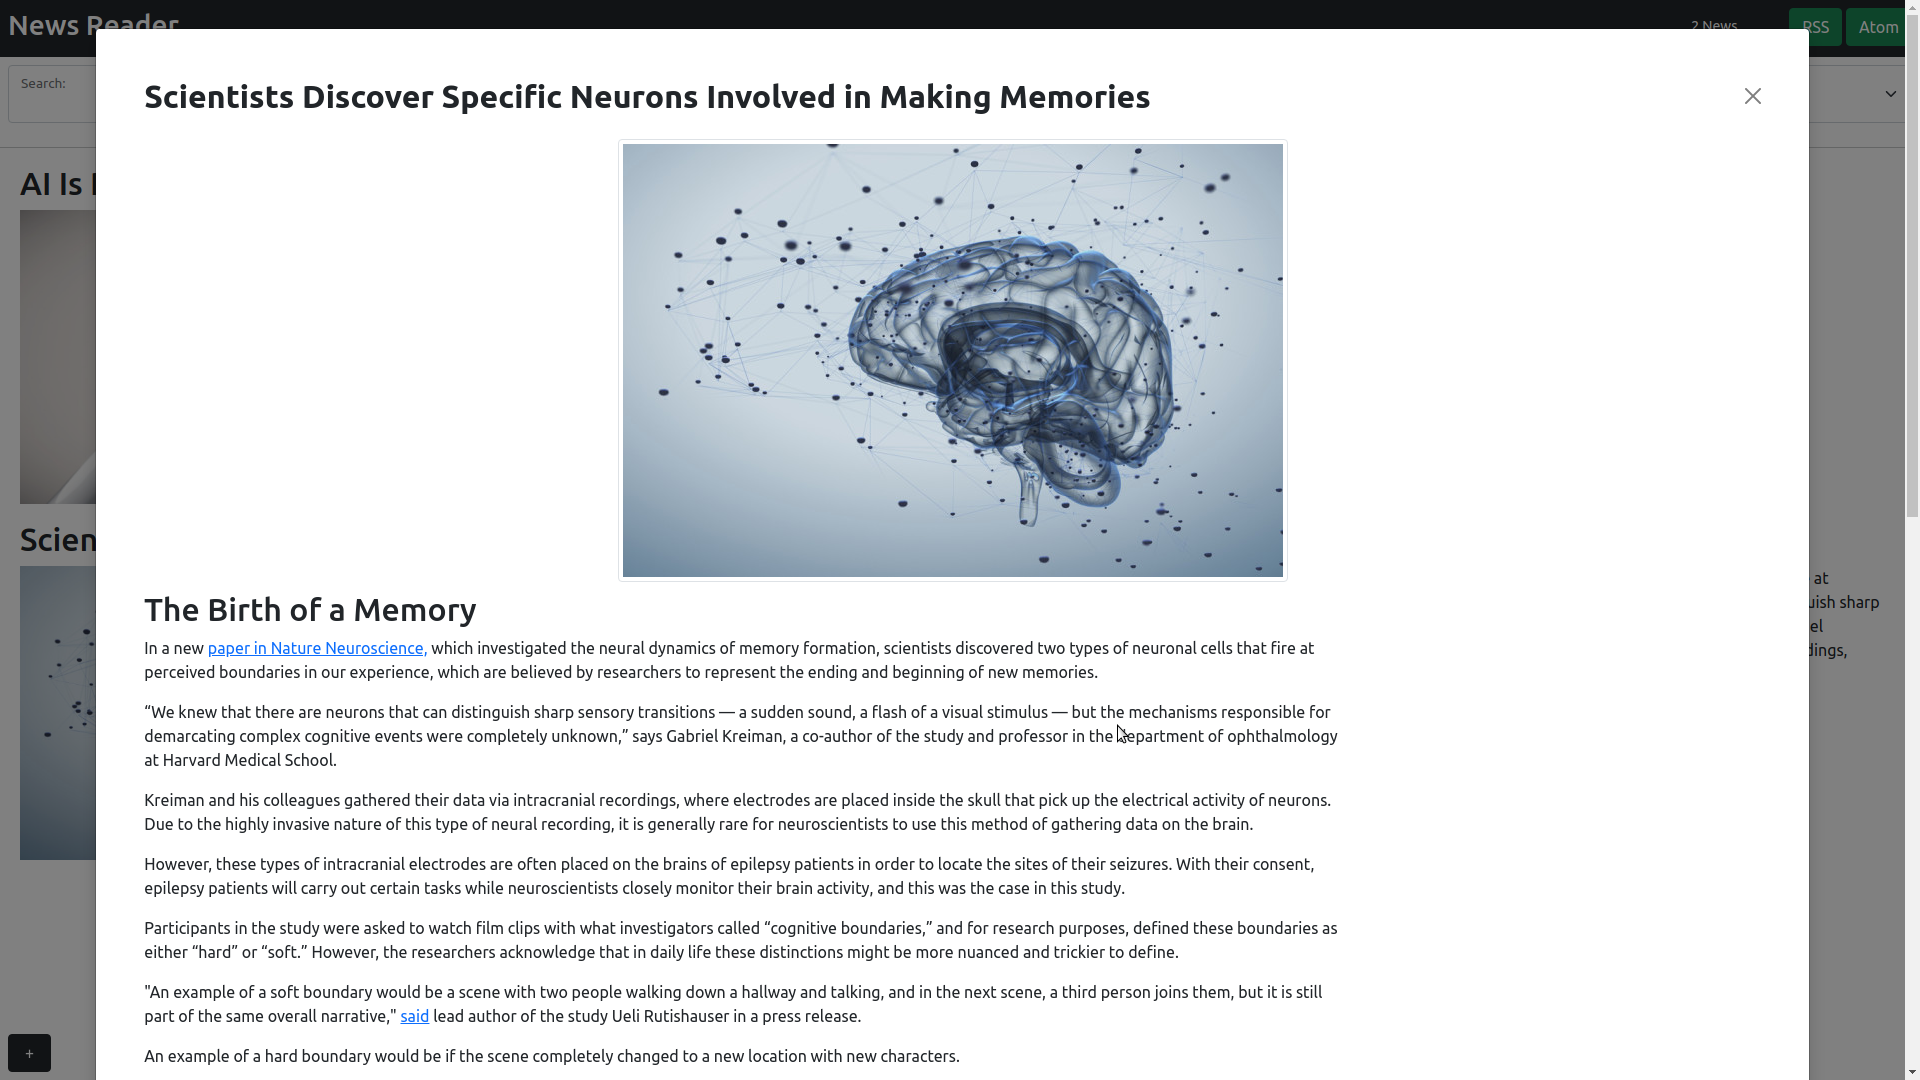 News Reader
2 News
RSS
Atom
Search:
Scientists Discover Specific Neurons Involved in Making Memories
AI Is
Scien
The Birth of a Memory
In a new paper in Nature Neuroscience, which investigated the neural dynamics of memory formation, scientists discovered two types of neuronal cells that fire at
perceived boundaries in our experience, which are believed by researchers to represent the ending and beginning of new memories.
“We knew that there are neurons that can distinguish sharp sensory transitions — a sudden sound, a flash of a visual stimulus — but the mechanisms responsible for
demarcating complex cognitive events were completely unknown,” says Gabriel Kreiman, a co-author of the study and professor in the department of ophthalmology
at Harvard Medical School.
Kreiman and his colleagues gathered their data via intracranial recordings, where electrodes are placed inside the skull that pick up the electrical activity of neurons.
Due to the highly invasive nature of this type of neural recording, it is generally rare for neuroscientists to use this method of gathering data on the brain.
However, these types of intracranial electrodes are often placed on the brains of epilepsy patients in order to locate the sites of their seizures. With their consent,
epilepsy patients will carry out certain tasks while neuroscientists closely monitor their brain activity, and this was the case in this study.
Participants in the study were asked to watch film clips with what investigators called “cognitive boundaries,” and for research purposes, defined these boundaries as
either “hard” or “soft.” However, the researchers acknowledge that in daily life these distinctions might be more nuanced and trickier to define.
"An example of a soft boundary would be a scene with two people walking down a hallway and talking, and in the next scene, a third person joins them, but it is still
part of the same overall narrative," said lead author of the study Ueli Rutishauser in a press release.
An example of a hard boundary would be if the scene completely changed to a new location with new characters.
at
uish sharp
el
dings,
+